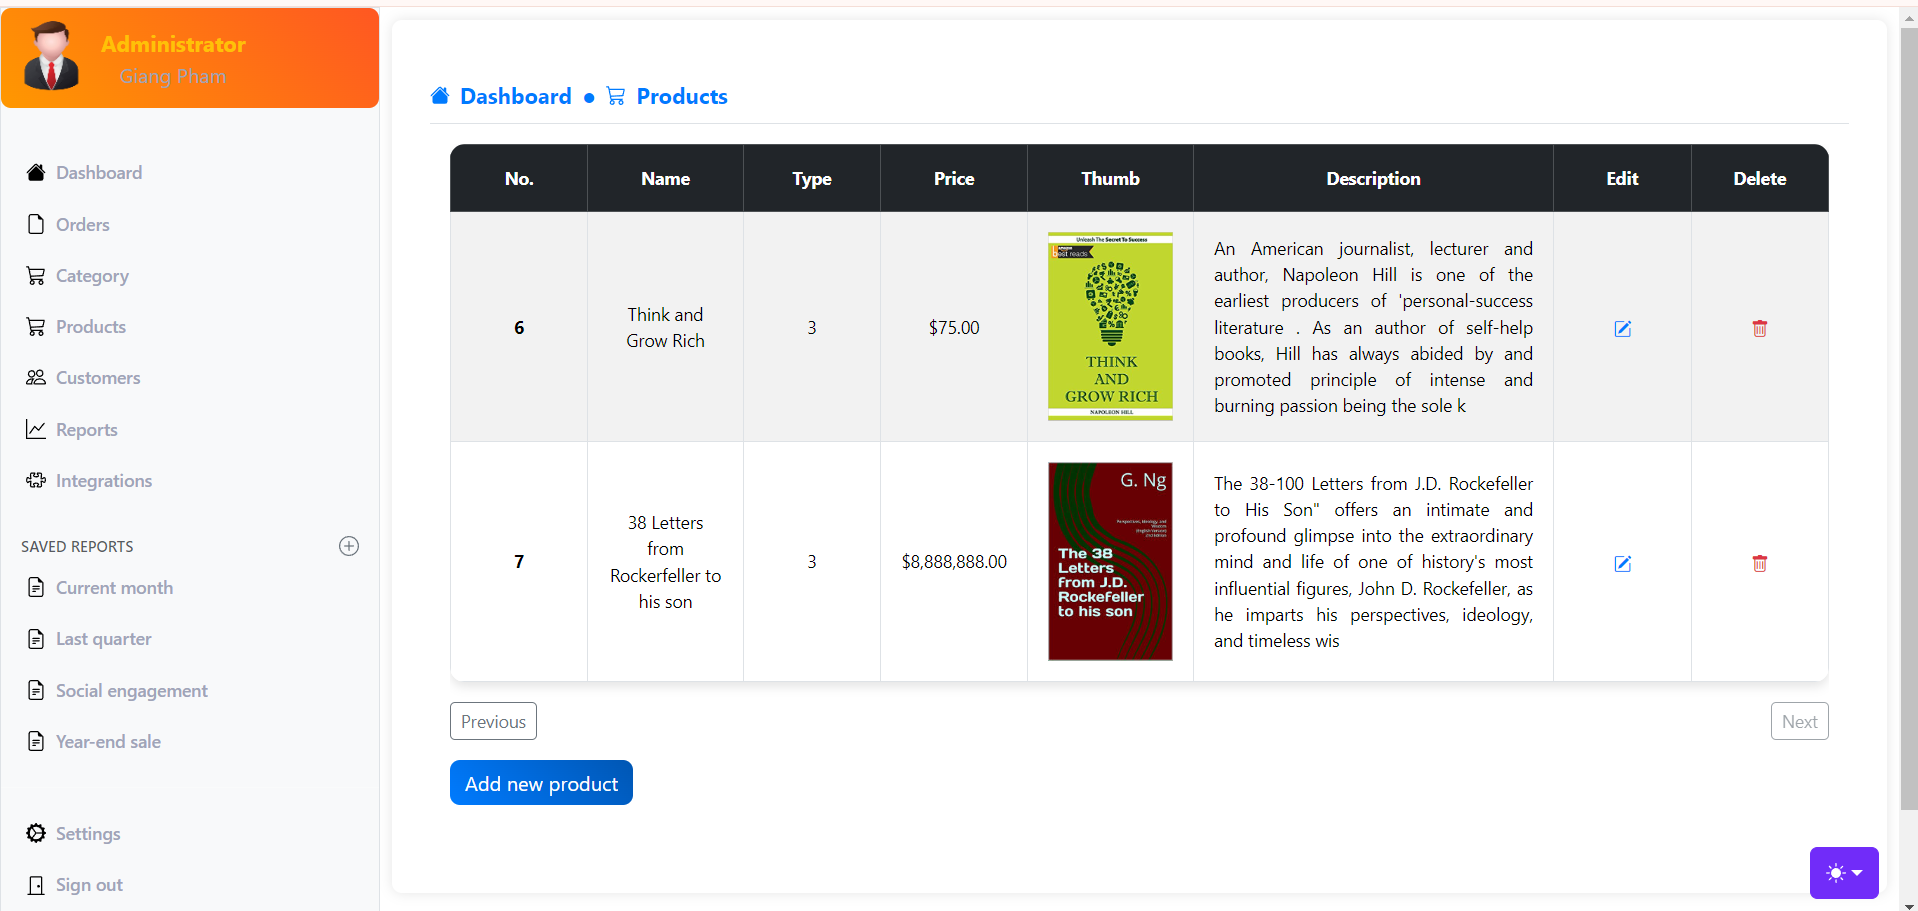 Administrator
Giang Pham
Dashboard
Orders
Category
Products
Customers
Reports
Integrations
SAVED REPORTS
Current month
Last quarter
Social engagement
Year-end sale
Settings
Sign out
Dashboard ● Products
No. Name Type Price Thumb Description Edit Delete
6
Think and
Grow Rich
3
$75.00
Unleash The Secret To Success
best reads
THINK
AND
GROW RICH
NAPOLEON HILL
An American journalist, lecturer and
author, Napoleon Hill is one of the
earliest producers of 'personal-success
literature . As an author of self-help
books, Hill has always abided by and
promoted principle of intense and
burning passion being the sole k
7
38 Letters
from
Rockerfeller to
his son
3
$8,888,888.00
G. Ng
Perspectives, Ideology, and
Wisdom
(English Version)
2nd Edition
The 38
Letters
from J.D.
Rockefeller
to his son
The 38-100 Letters from J.D. Rockefeller
to His Son" offers an intimate and
profound glimpse into the extraordinary
mind and life of one of history's most
influential figures, John D. Rockefeller, as
he imparts his perspectives, ideology,
and timeless wis
Previous
Next
Add new product